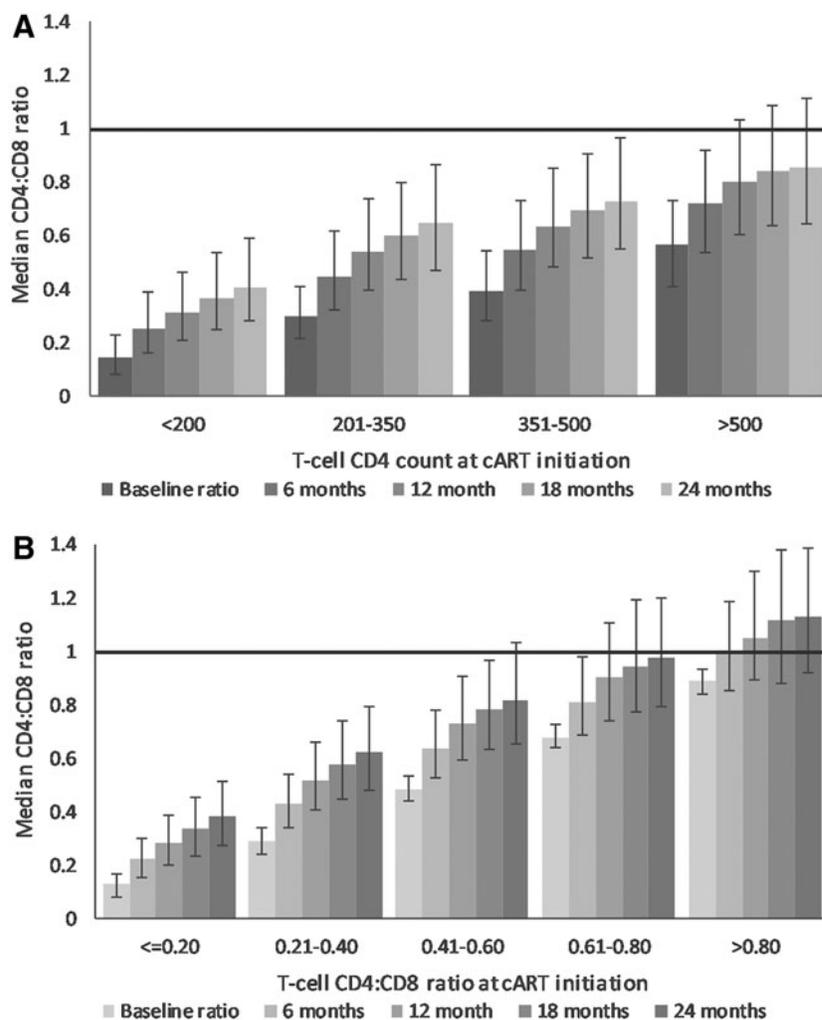 A
Median CD4:CD8 ratio
1.4
1.2
1
0.8
0.6
0.4
0.2
0
<200 201-350 351-500 >500
T-cell CD4 count at cART initiation
Baseline ratio 6 months 12 month 18 months 24 months
B
Median CD4:CD8 ratio
1.4
1.2
1
0.8
0.6
0.4
0.2
0
<=0.20 0.21-0.40 0.41-0.60 0.61-0.80 >0.80
T-cell CD4:CD8 ratio at cART initiation
Baseline ratio 6 months 12 month 18 months 24 months